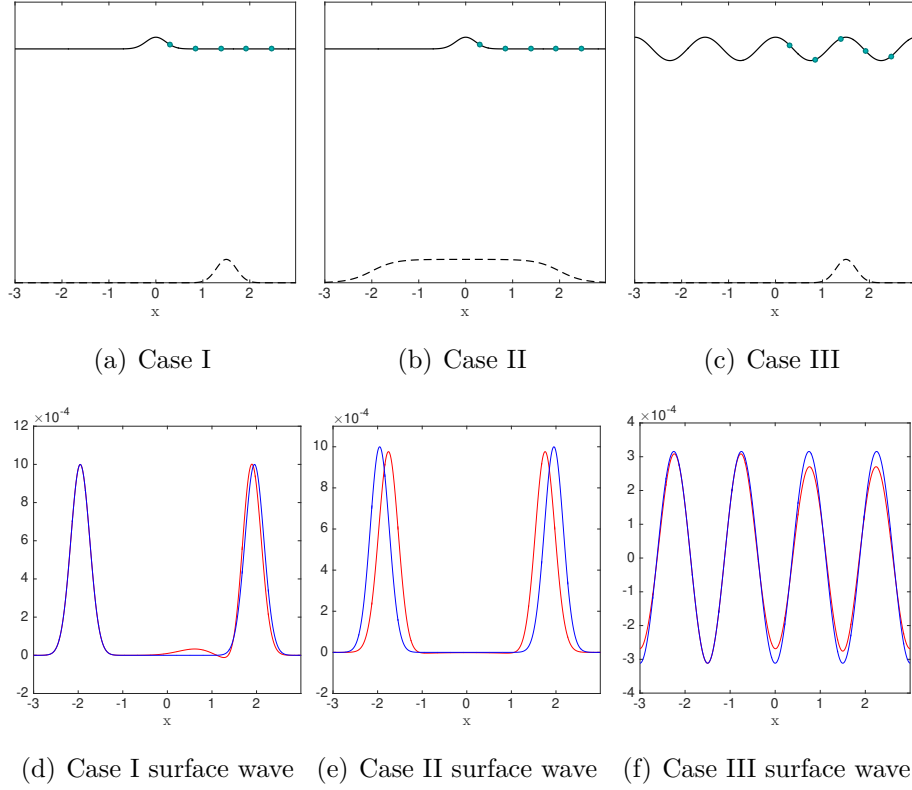 -3 -2 -1 0 1 2
x
(a) Case I
-3 -2 -1 0 1 2
x
(b) Case II
-3 -2 -1 0 1 2
x
(c) Case III
×10-4
12
10
8
6
4
2
0
-2
-3 -2 -1 0 1 2 3
x
(d) Case I surface wave
×10-4
10
8
6
4
2
0
-2
-3 -2 -1 0 1 2 3
x
(e) Case II surface wave
×10-4
4
3
2
1
0
-1
-2
-3
-4
-3 -2 -1 0 1 2 3
x
(f) Case III surface wave